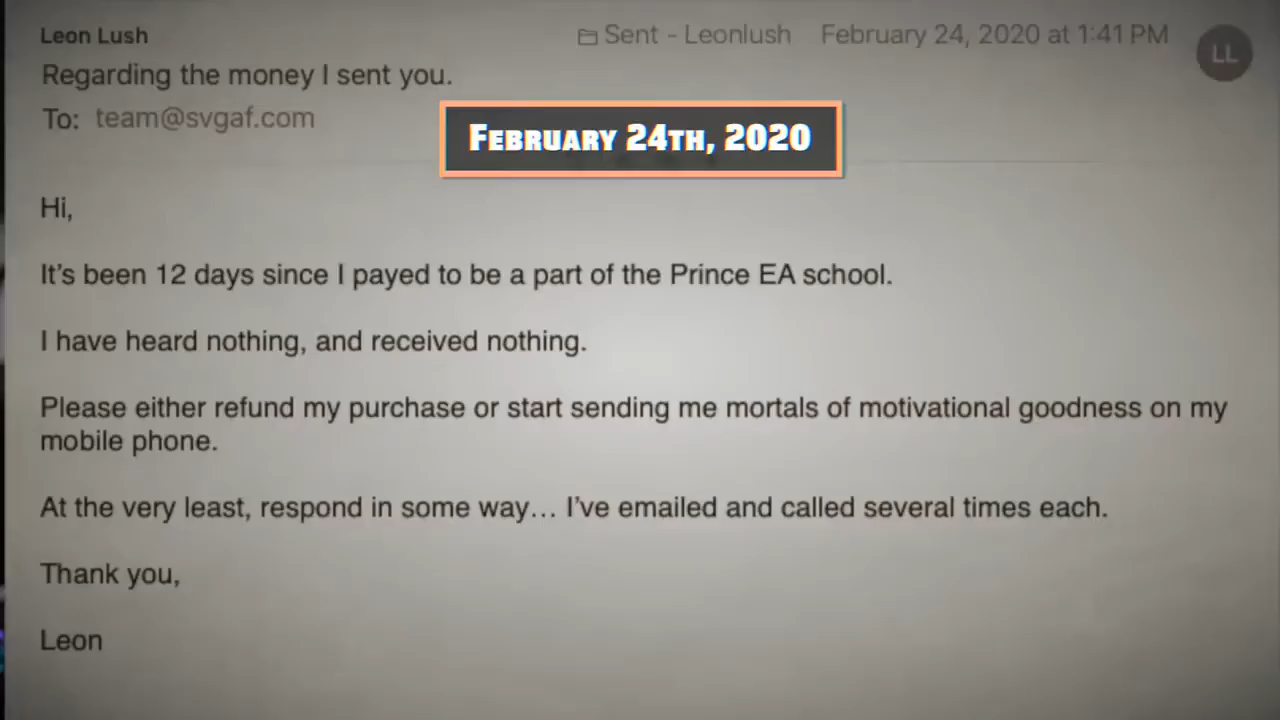 Leon Lush
Sent - Leonlush February 24, 2020 at 1:41 PM
LL
Regarding the money I sent you.
To: team@svgaf.com
FEBRUARY 24TH, 2020
Hi,
It's been 12 days since I payed to be a part of the Prince EA school.
I have heard nothing, and received nothing.
Please either refund my purchase or start sending me mortals of motivational goodness on my
mobile phone.
At the very least, respond in some way… I've emailed and called several times each.
Thank you,
Leon